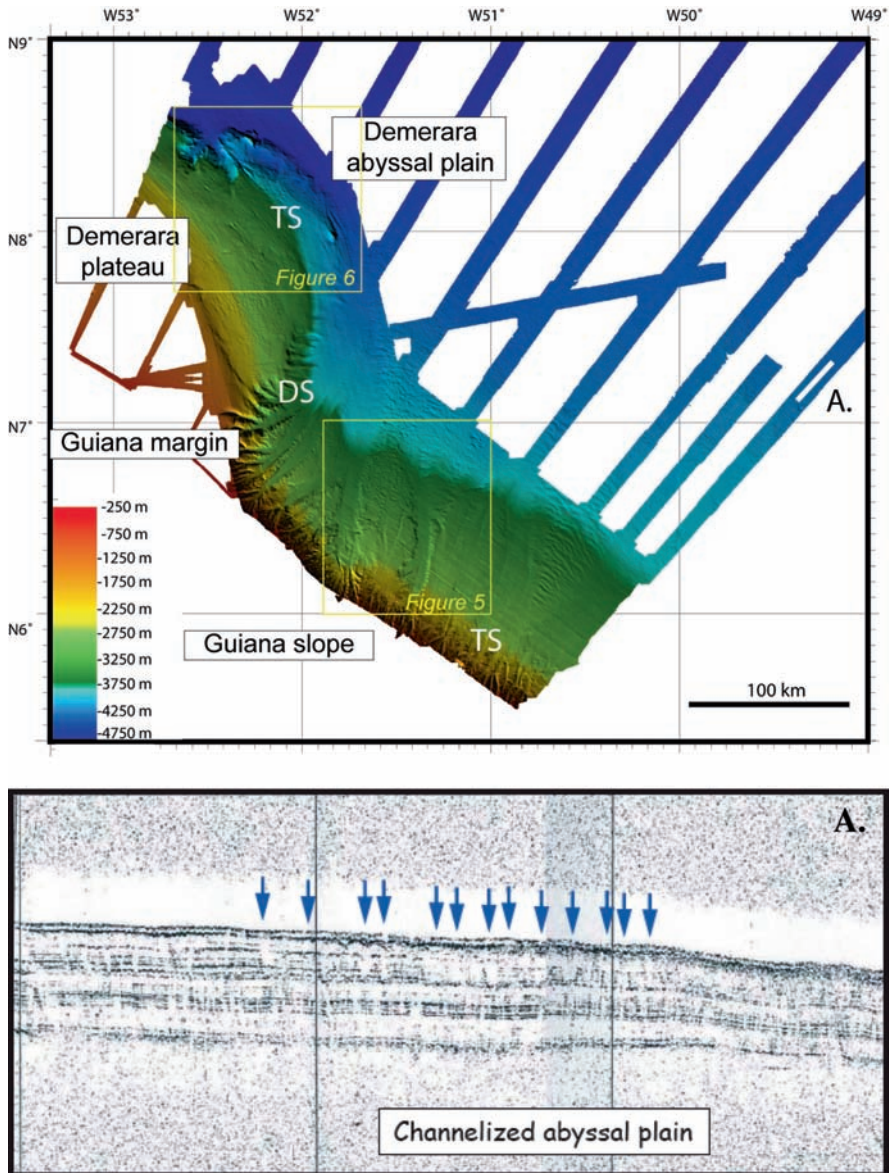 W53° W52° W51° W50° W49°
N9°
Demerara
abyssal plain
TS
N8°
Demerara
plateau
Figure 6
DS
A.
N7°
Guiana margin
-250 m
-750 m
-1250 m
-1750 m
-2250 m
-2750 m
-3250 m
-3750 m
-4250 m
-4750 m
Figure 5
N6°
Guiana slope
TS
100 km
A.
Channelized abyssal plain